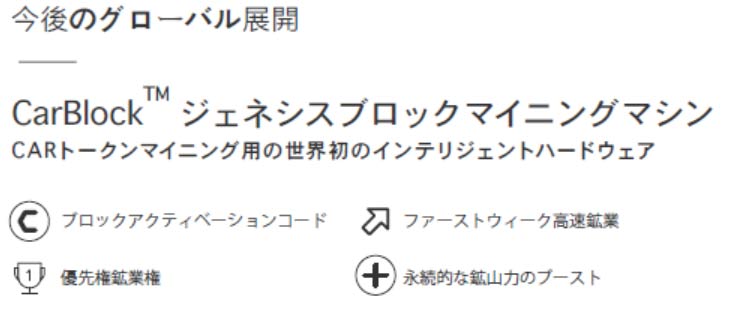 今後のグローバル展開
CarBlock™ ジェネシスブロックマイニングマシン
CARトークンマイニング用の世界初のインテリジェントハードウェア
ブロックアクティベーションコード
ファーストウィーク高速鉱業
1
優先権鉱業権
永続的な鉱山力のブースト